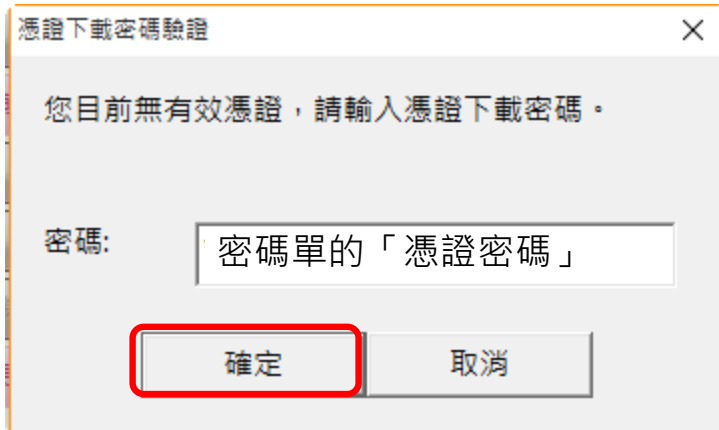 憑證下載密碼驗證
您目前無有效憑證，請輸入憑證下載密碼。
密碼: 密碼單的「憑證密碼」
確定 取消